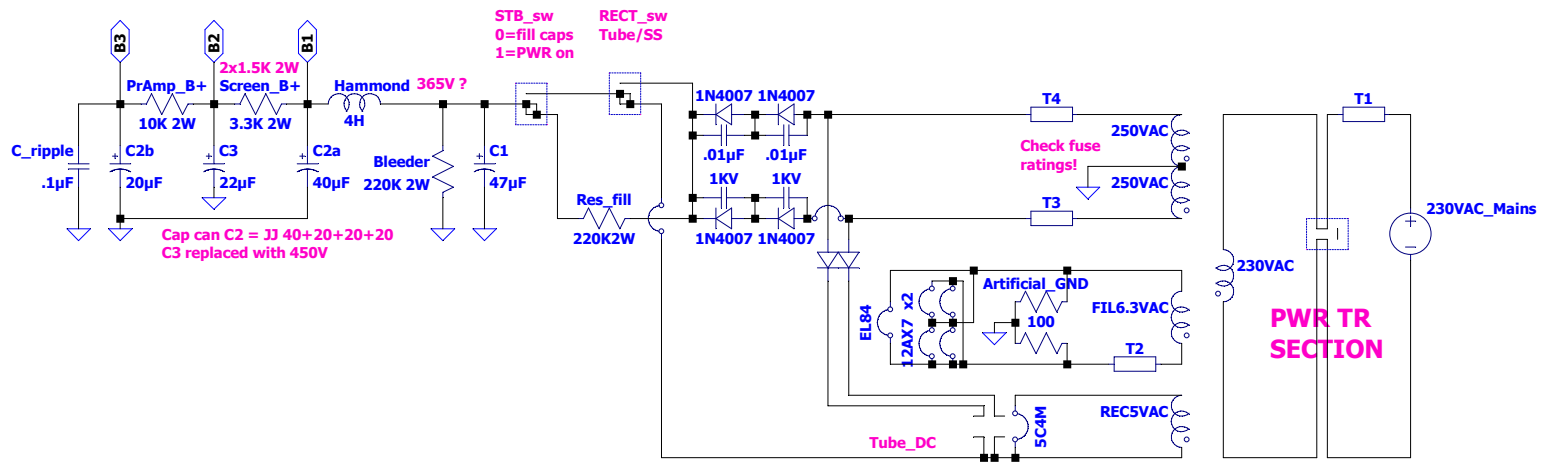 B3
B2
B1
STB_sw
0=fill caps
1=PWR on
RECT_sw
Tube/SS
2x1.5K 2W
PrAmp_B+
Screen_B+
Hammond
365V ?
10K 2W
3.3K 2W
4H
C_ripple
.1µF
C2b
20µF
C3
22µF
C2a
40µF
Bleeder
220K 2W
C1
47µF
Cap can C2 = JJ 40+20+20+20
C3 replaced with 450V
Res_fill
220K2W
1N4007
1N4007
.01µF
.01µF
1KV
1KV
1N4007
1N4007
T4
T3
Check fuse
ratings!
250VAC
250VAC
T1
230VAC_Mains
230VAC
EL84
12AX7 x2
Artificial_GND
100
FIL6.3VAC
T2
PWR TR
SECTION
Tube_DC
5C4M
REC5VAC